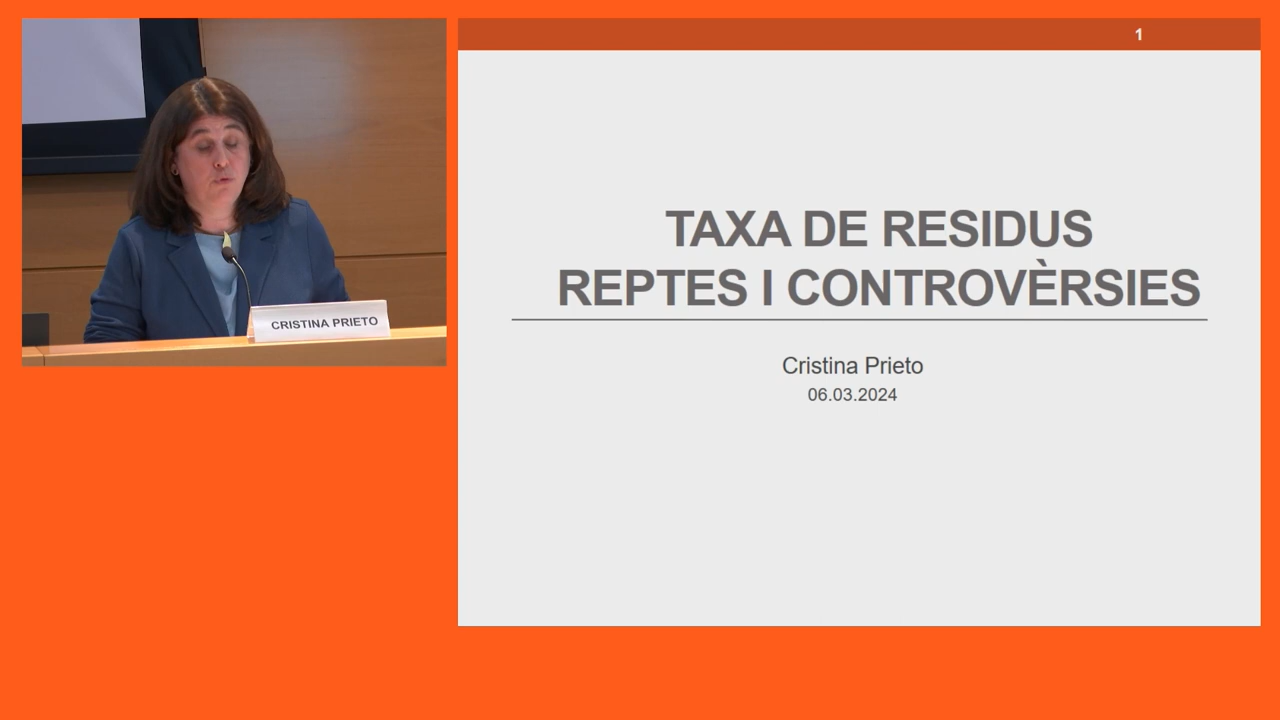 CRISTINA PRIETO
1
TAXA DE RESIDUS
REPTES I CONTROVÈRSIES
Cristina Prieto
06.03.2024